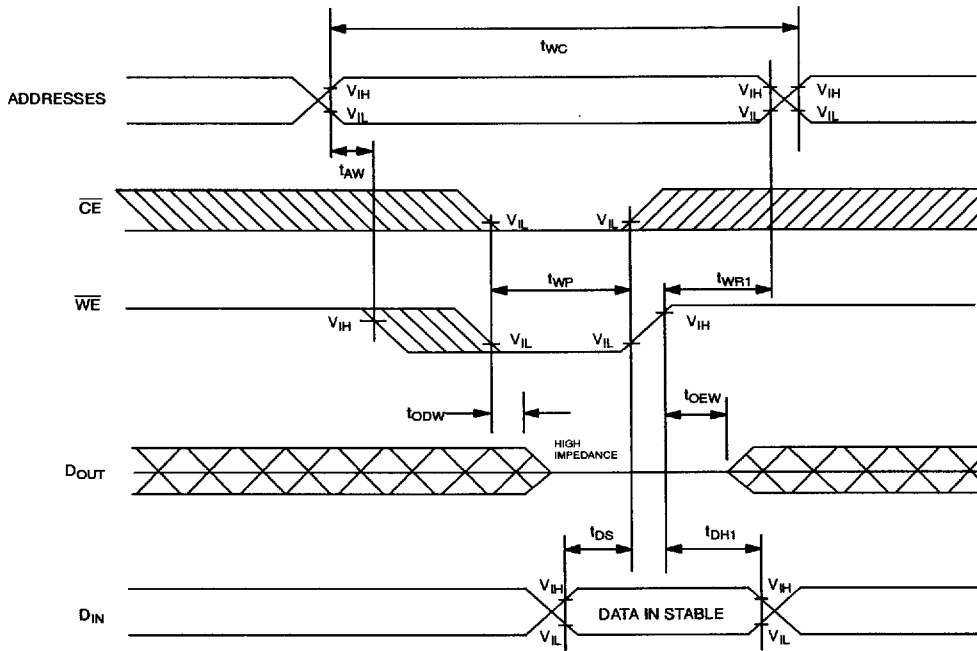 tWC
ADDRESSES
VIH
VIL
VIH
VIL
VIH
VIL
tAW
CE
VIL
VIL
tWP
tWR1
WE
VIH
VIL
VIL
VIH
tODW
tOEW
DOUT
HIGH
IMPEDANCE
tDS
tDH1
DIN
VIH
VIL
DATA IN STABLE
VIH
VIL